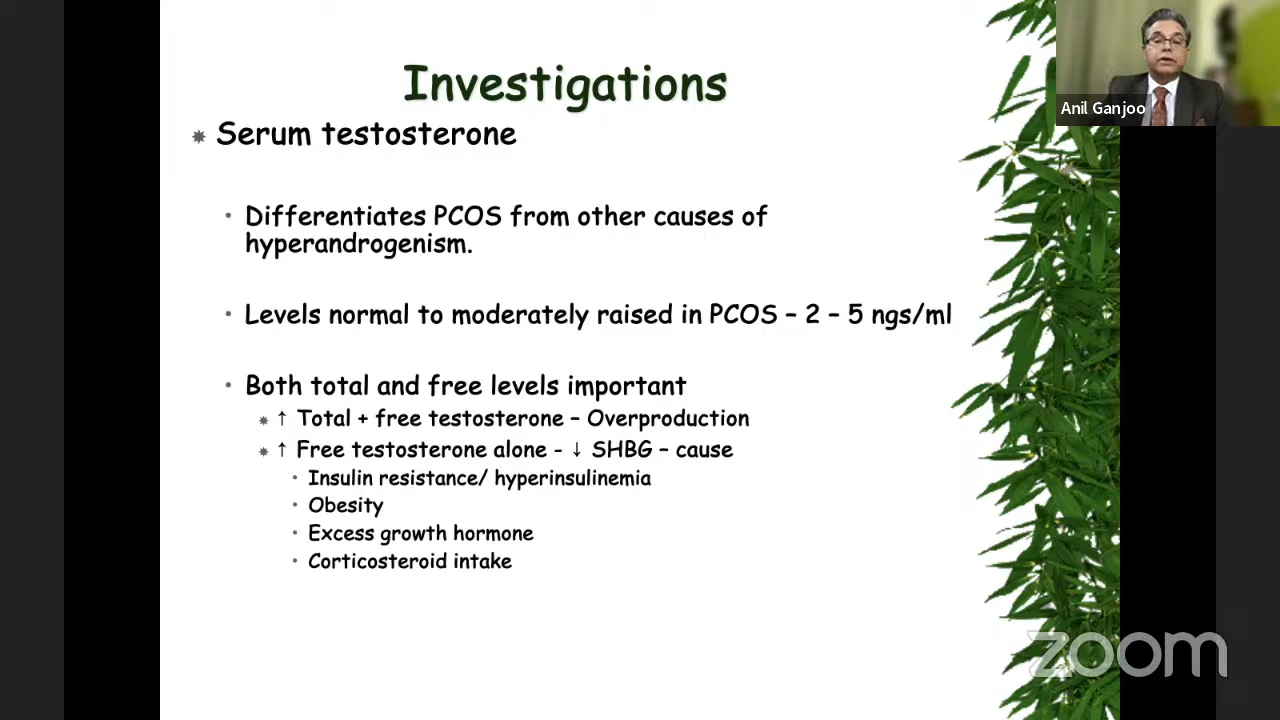 Investigations
Serum testosterone
Differentiates PCOS from other causes of
hyperandrogenism.
Levels normal to moderately raised in PCOS – 2 – 5 ngs/ml
Both total and free levels important
↑ Total + free testosterone – Overproduction
↑ Free testosterone alone - ↓ SHBG – cause
Insulin resistance/ hyperinsulinemia
Obesity
Excess growth hormone
Corticosteroid intake
Anil Ganjoo
zoom